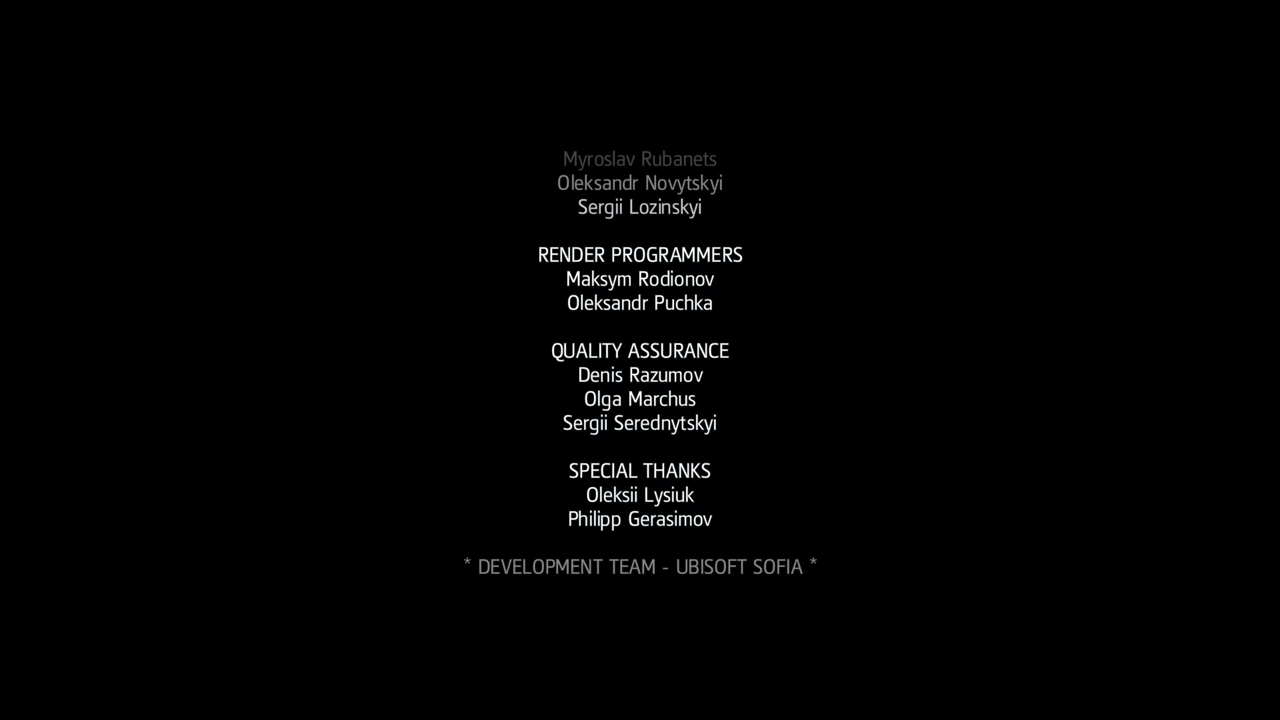 Myroslav Rubanets
Oleksandr Novytskyi
Sergii Lozinskyi
RENDER PROGRAMMERS
Maksym Rodionov
Oleksandr Puchka
QUALITY ASSURANCE
Denis Razumov
Olga Marchus
Sergii Serednytskyi
SPECIAL THANKS
Oleksii Lysiuk
Philipp Gerasimov
* DEVELOPMENT TEAM - UBISOFT SOFIA *